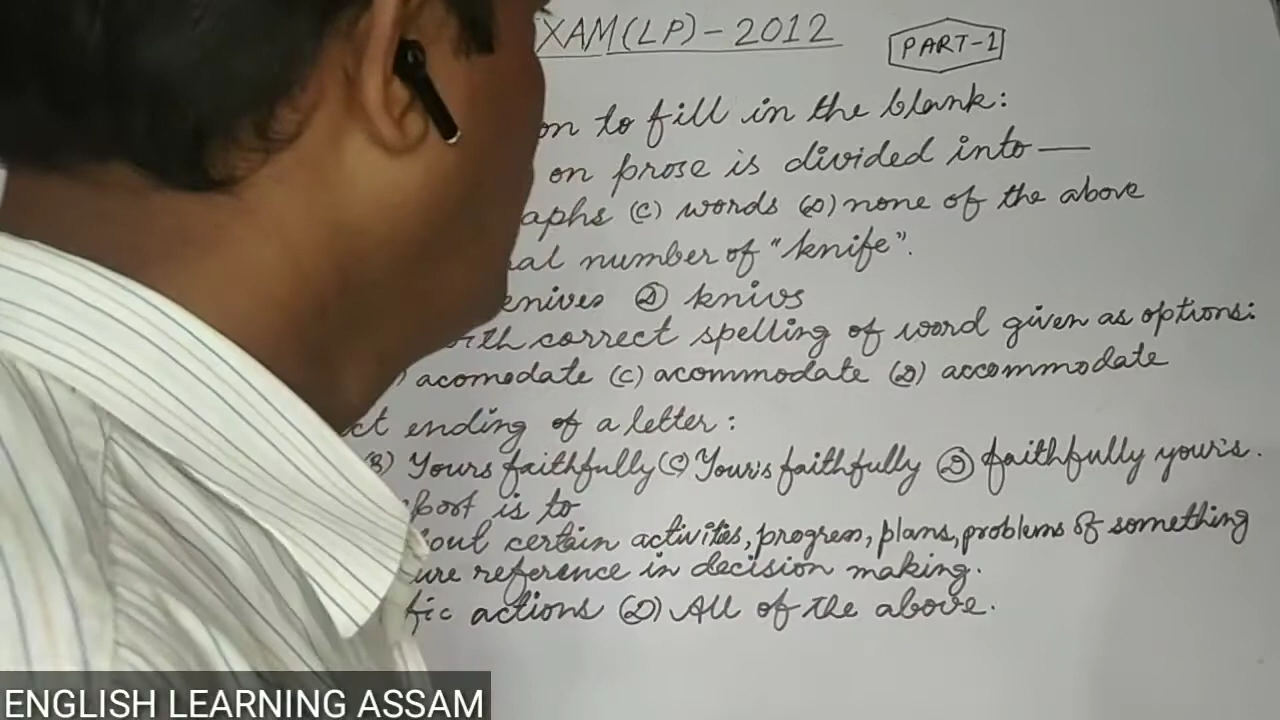 XAM(LP)-2012
PART-1
on to fill in the blank:
on prose is divided into —
aphs (C) words (D) none of the above
al number of "knife".
knives (D) knivs
ith correct spelling of word given as options:
) acomodate (C) acommodate (D) accommodate
ct ending of a letter:
(B) Yours faithfully (C) Your's faithfully (D) faithfully your's.
port is to
out certain activities, progress, plans, problems of something
ure reference in decision making.
fic actions (D) All of the above.
ENGLISH LEARNING ASSAM